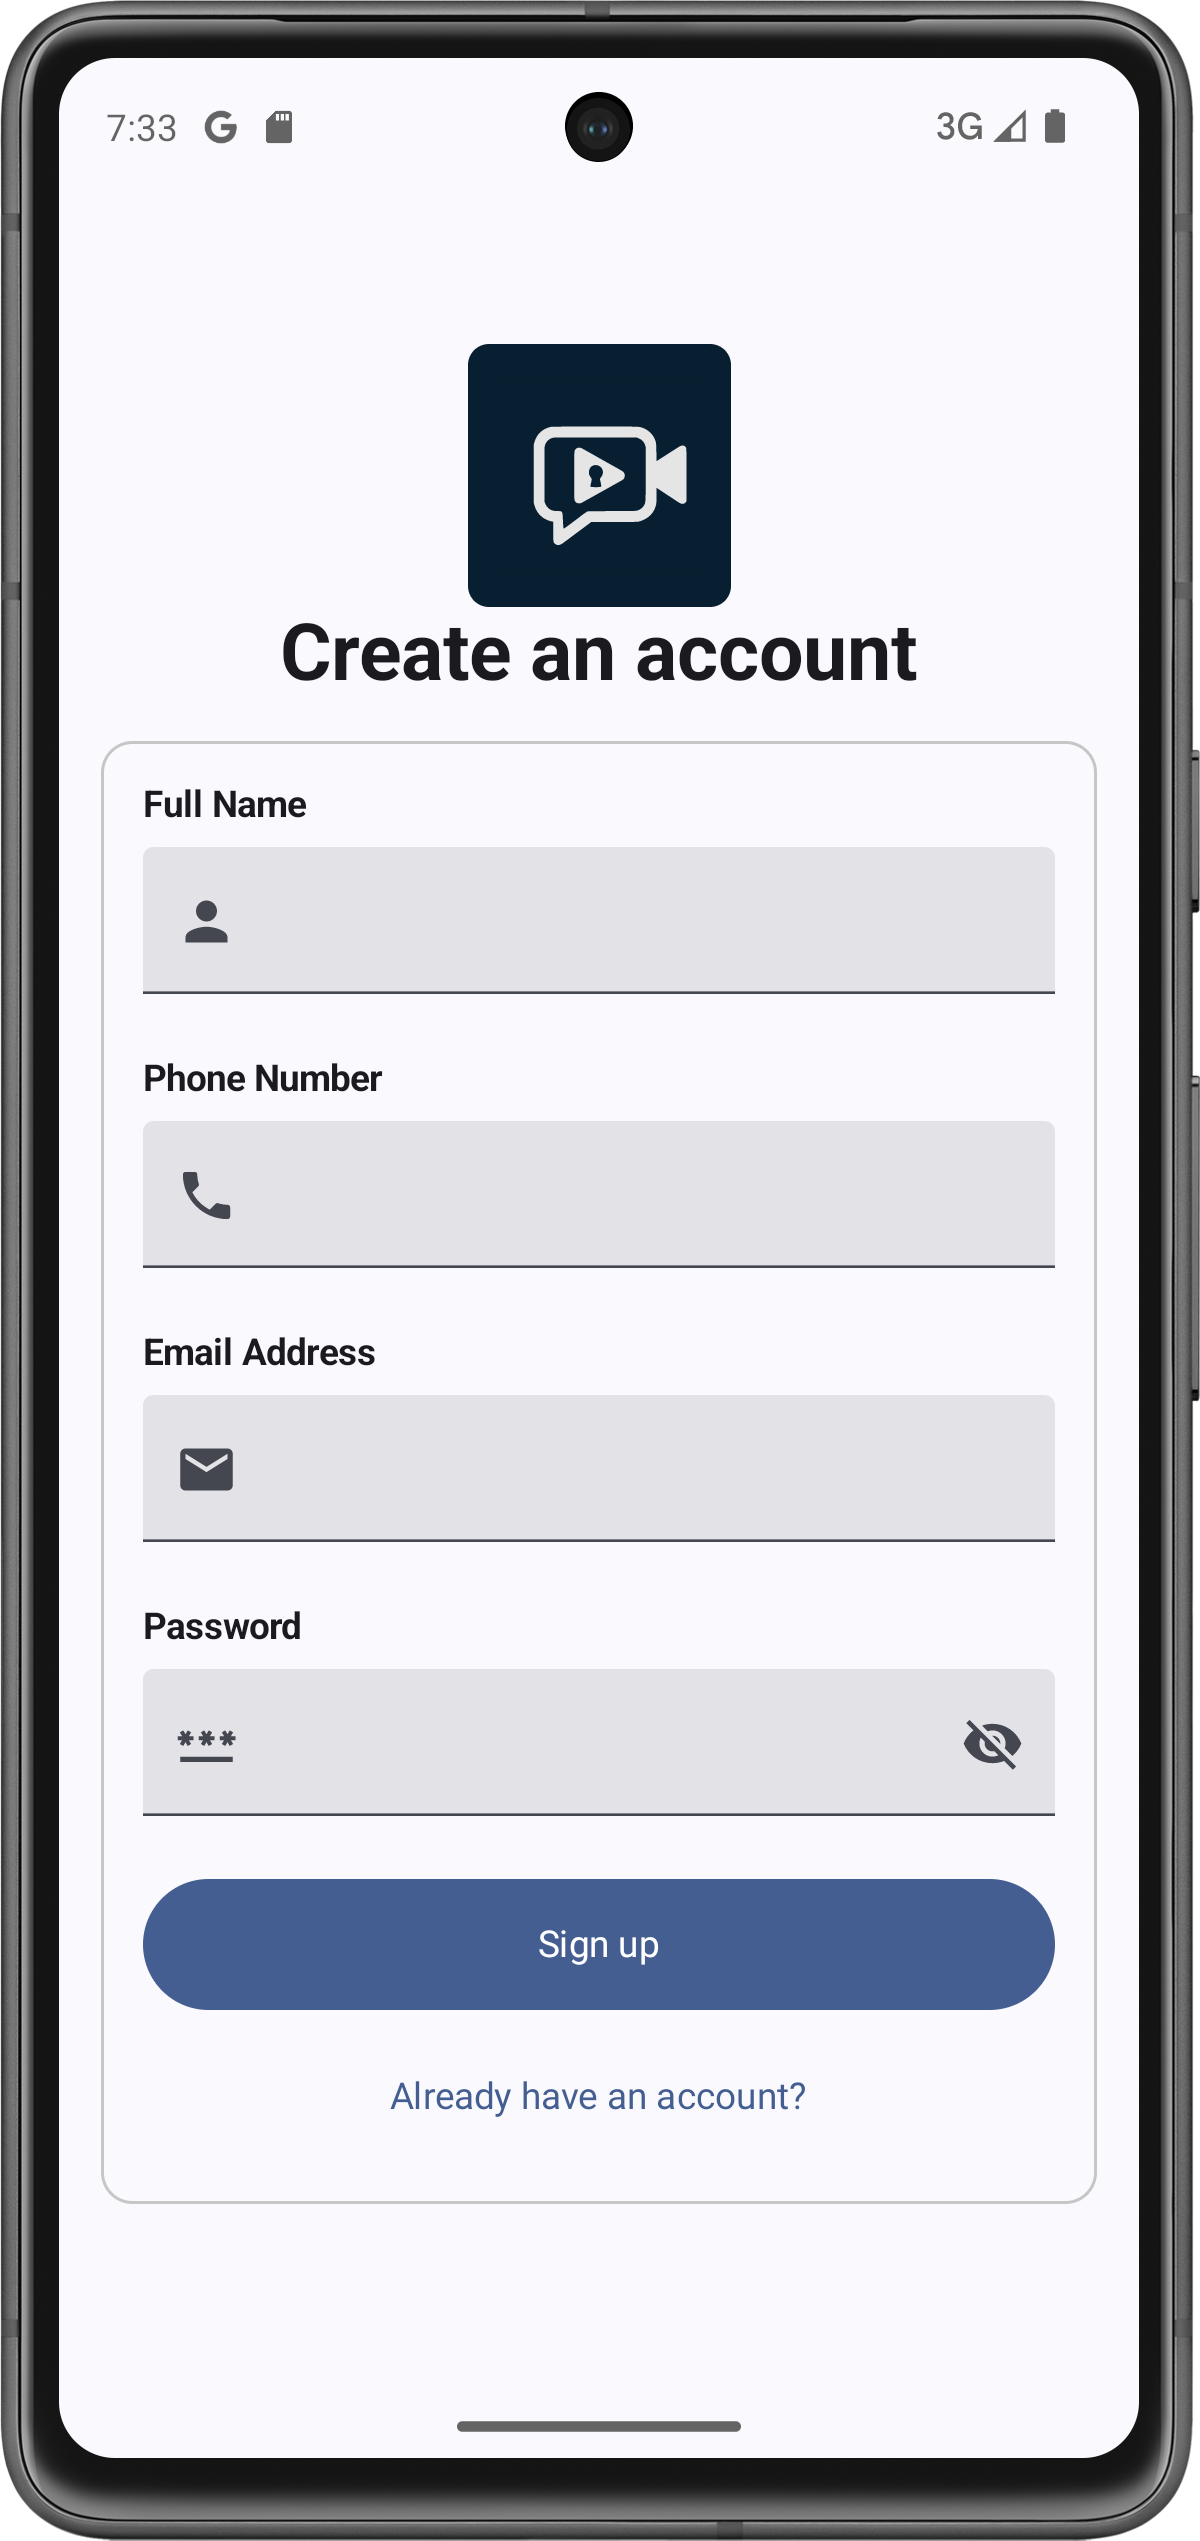 7:33 G 3G
Create an account
Full Name
Phone Number
Email Address
Password
***
Sign up
Already have an account?